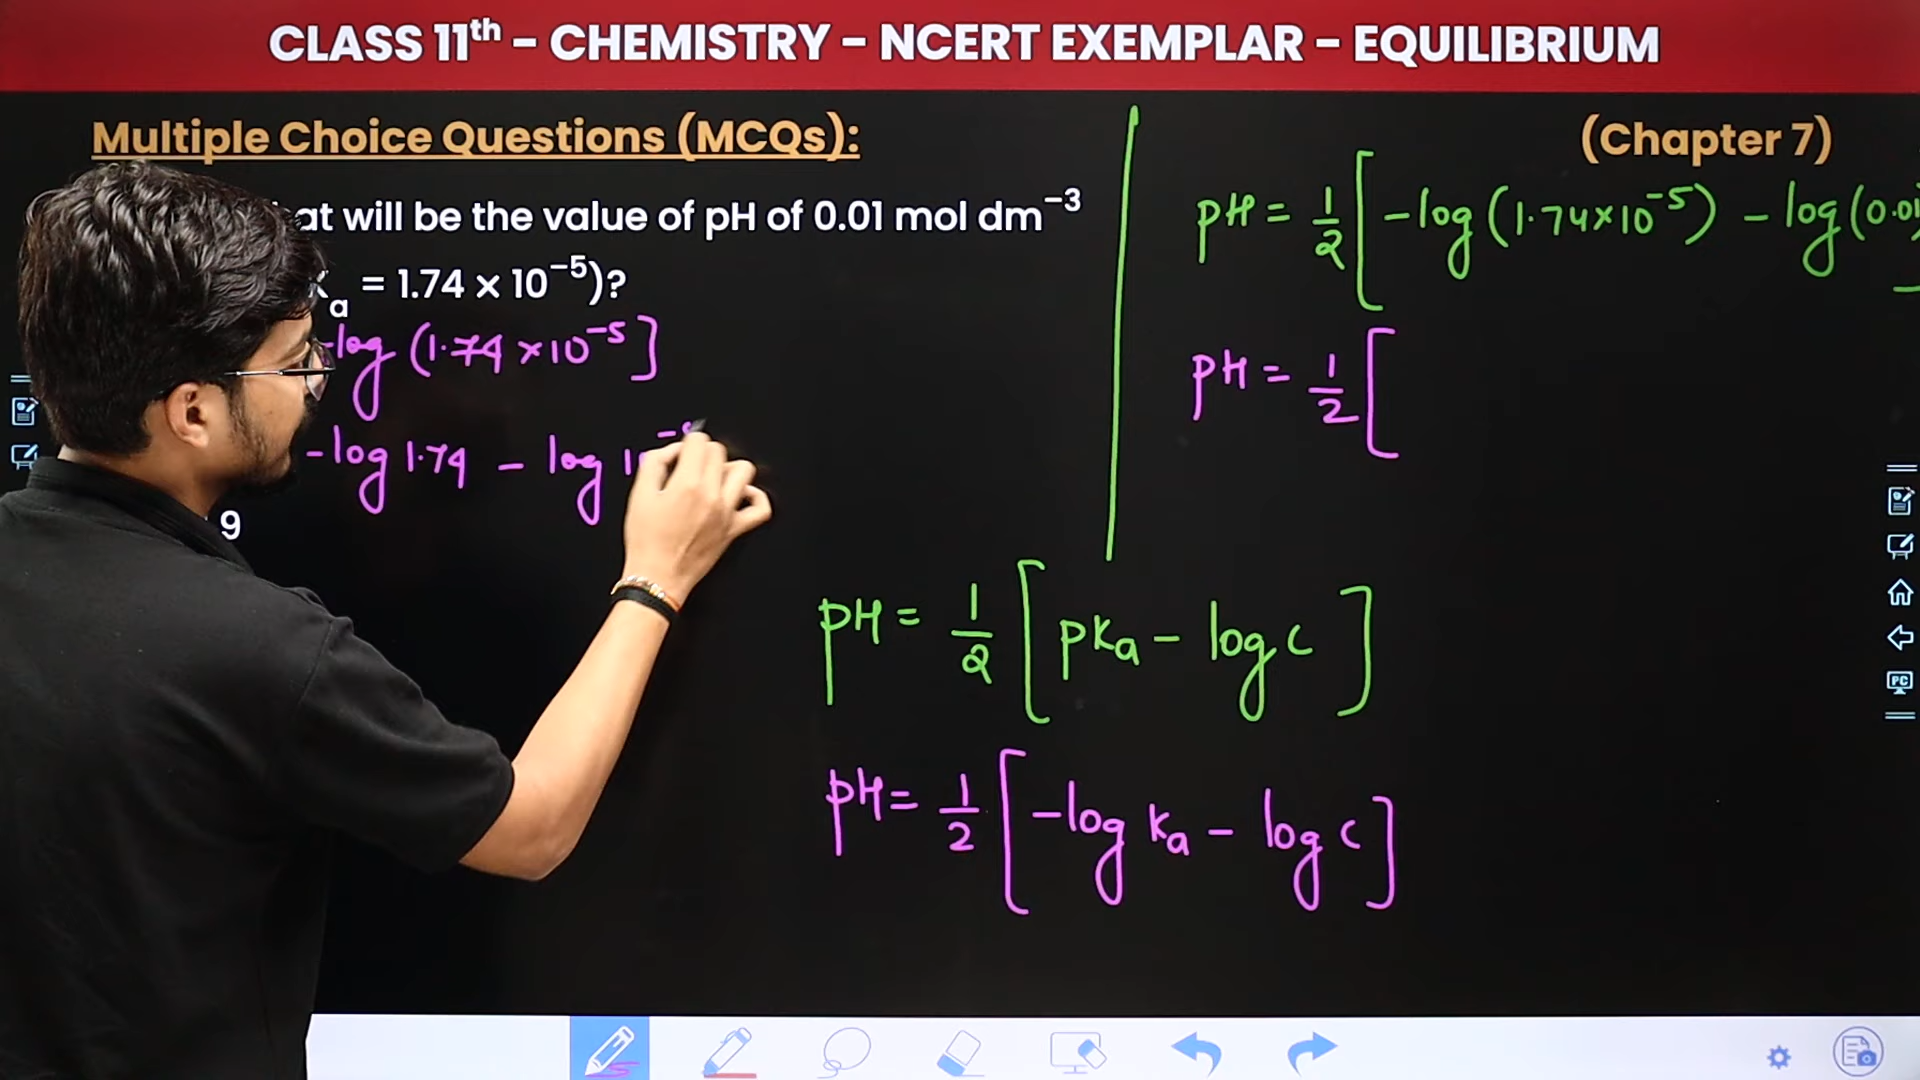 CLASS 11th - CHEMISTRY - NCERT EXEMPLAR - EQUILIBRIUM
Multiple Choice Questions (MCQs):
(Chapter 7)
at will be the value of pH of 0.01 mol dm⁻³
a = 1.74 × 10⁻⁵)?
-log (1.74 × 10⁻⁵]
-log 1.74 - log
9
pH = 1/2 [ -log (1.74×10⁻⁵) - log (0.01
pH = 1/2 [
pH = 1/2 [ pKa - log c ]
pH = 1/2 [ -log Ka - log c ]
PC
PC